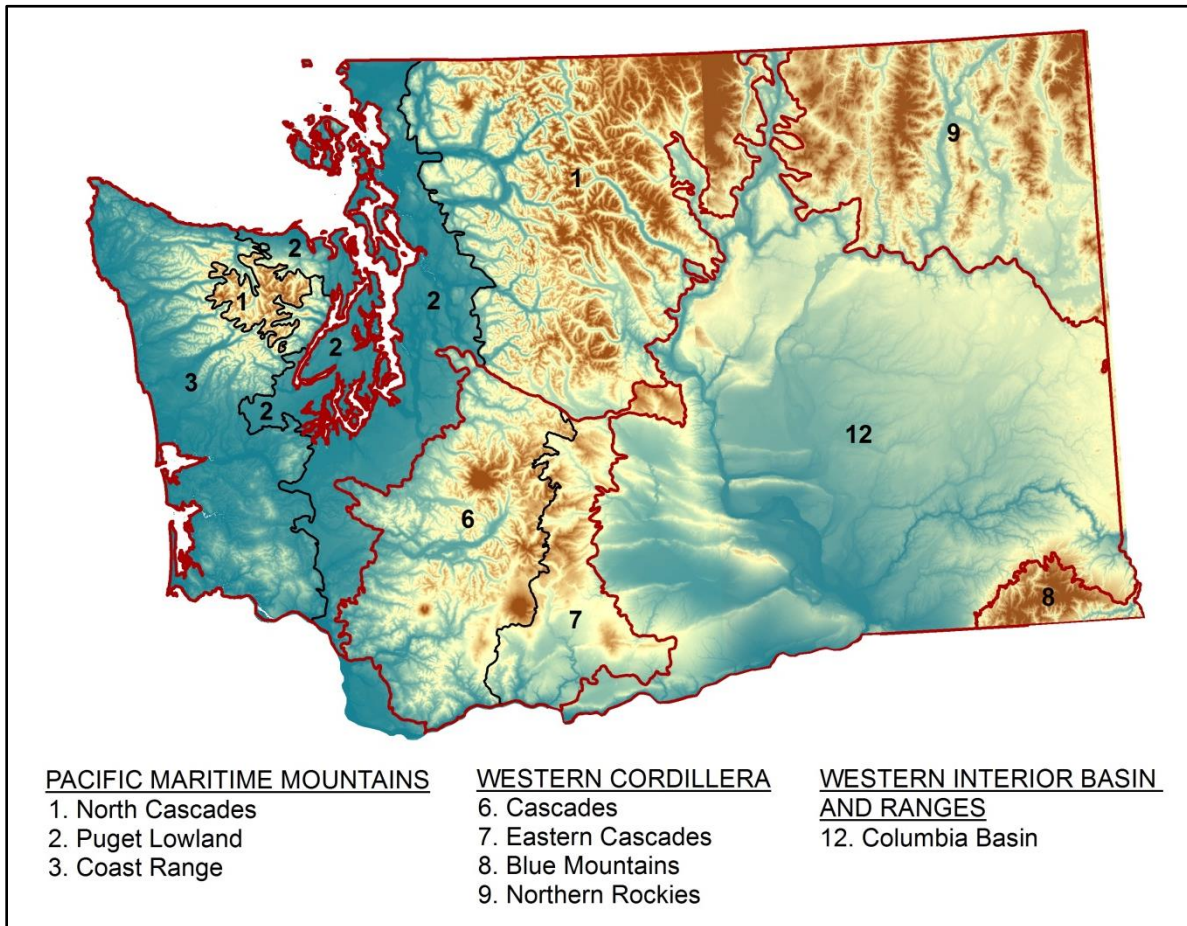 9
1
2
1
2
2
3
2
12
6
7
8
PACIFIC MARITIME MOUNTAINS
1. North Cascades
2. Puget Lowland
3. Coast Range
WESTERN CORDILLERA
6. Cascades
7. Eastern Cascades
8. Blue Mountains
9. Northern Rockies
WESTERN INTERIOR BASIN
AND RANGES
12. Columbia Basin